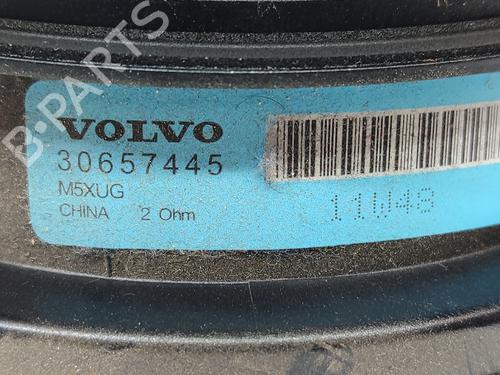 B-PARTS
VOLVO
30657445
M5XUG
CHINA 2 Ohm
11W48